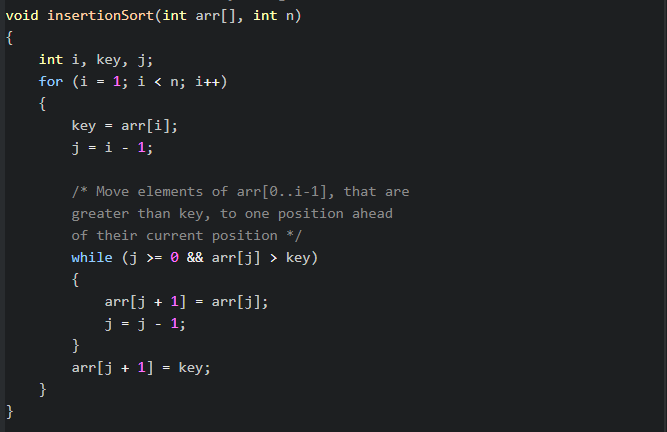 void insertionSort(int arr[], int n)
{
    int i, key, j;
    for (i = 1; i < n; i++)
    {
        key = arr[i];
        j = i - 1;

        /* Move elements of arr[0..i-1], that are
        greater than key, to one position ahead
        of their current position */
        while (j >= 0 && arr[j] > key)
        {
            arr[j + 1] = arr[j];
            j = j - 1;
        }
        arr[j + 1] = key;
    }
}